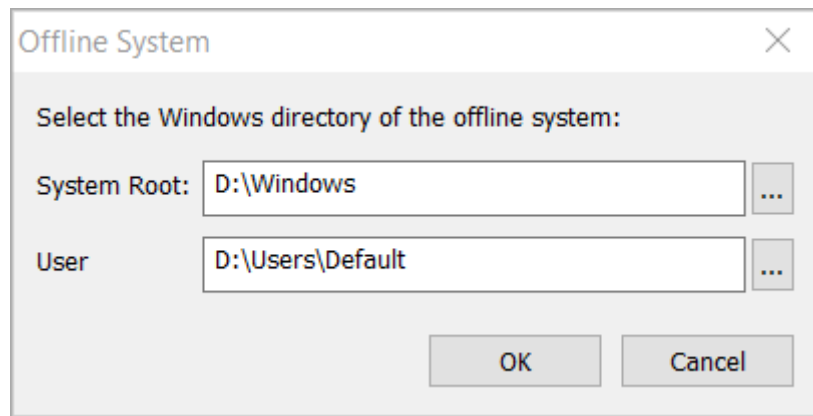 Offline System
Select the Windows directory of the offline system:
System Root: D:\Windows ...
User D:\Users\Default ...
OK Cancel